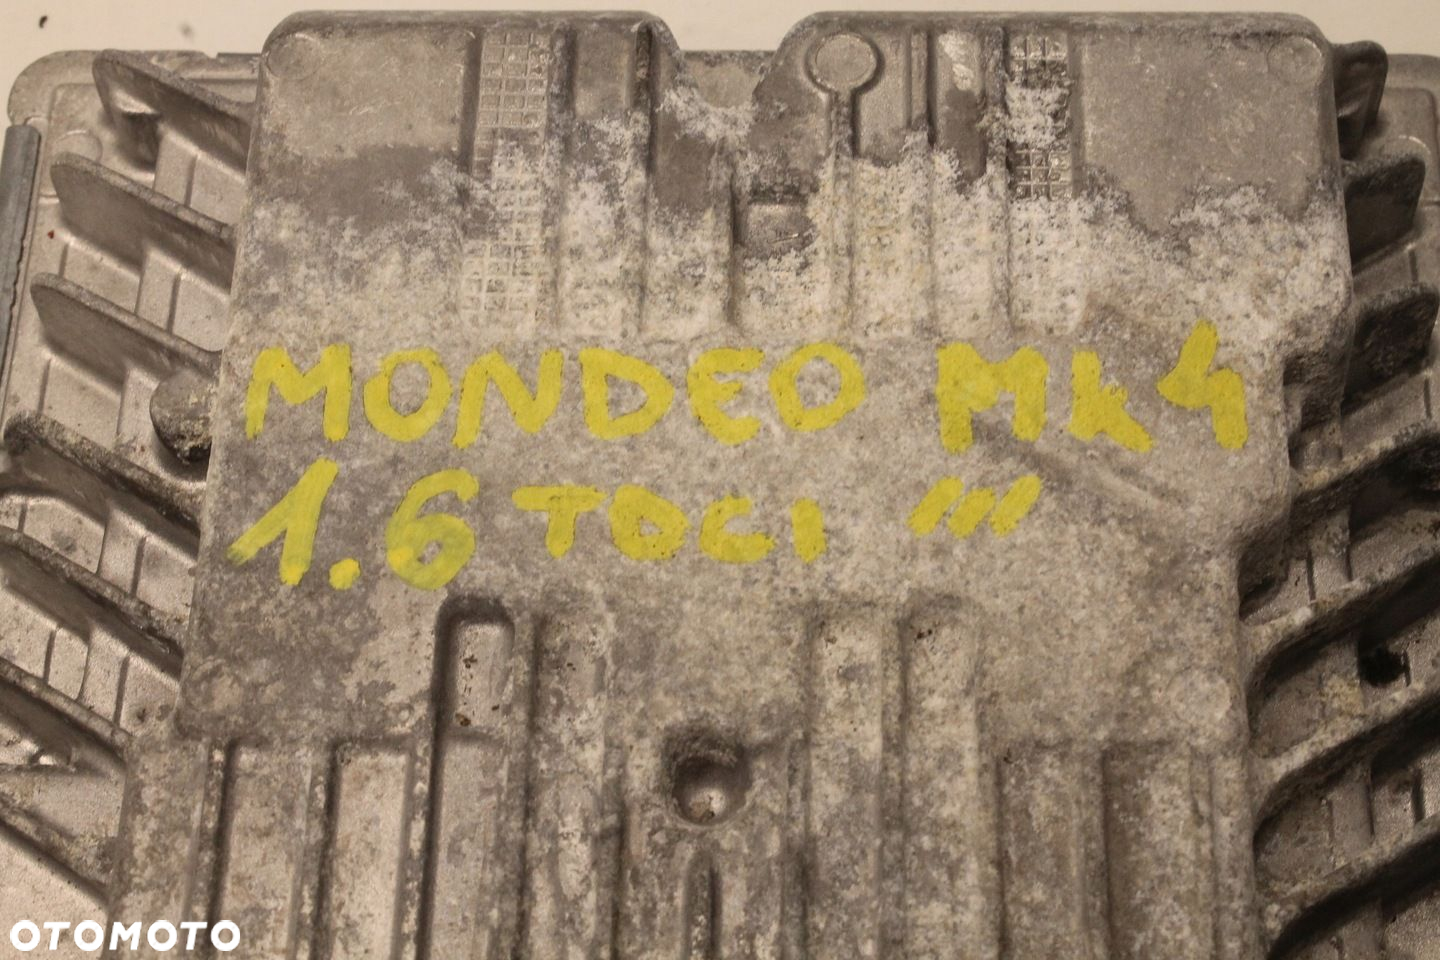 MONDEO Mk4
1.6 TDCI '''
OTOMOTO